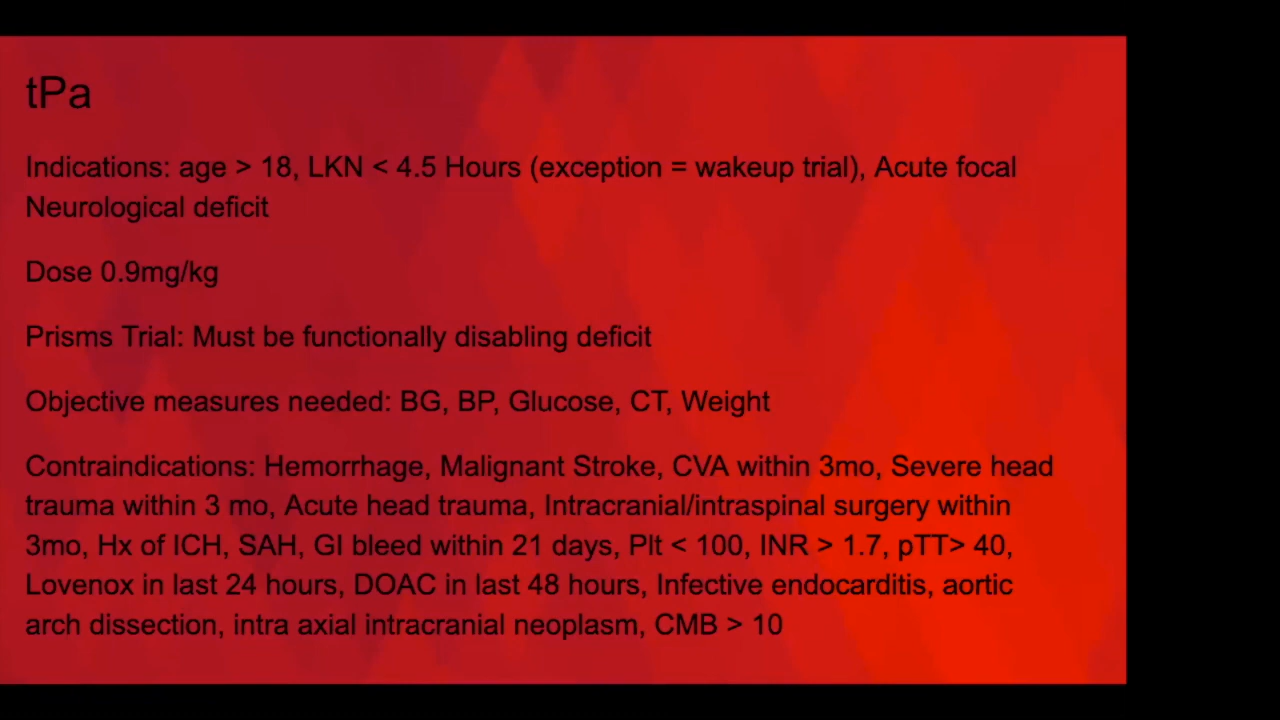 tPa
Indications: age > 18, LKN < 4.5 Hours (exception = wakeup trial), Acute focal
Neurological deficit
Dose 0.9mg/kg
Prisms Trial: Must be functionally disabling deficit
Objective measures needed: BG, BP, Glucose, CT, Weight
Contraindications: Hemorrhage, Malignant Stroke, CVA within 3mo, Severe head
trauma within 3 mo, Acute head trauma, Intracranial/intraspinal surgery within
3mo, Hx of ICH, SAH, GI bleed within 21 days, Plt < 100, INR > 1.7, pTT> 40,
Lovenox in last 24 hours, DOAC in last 48 hours, Infective endocarditis, aortic
arch dissection, intra axial intracranial neoplasm, CMB > 10